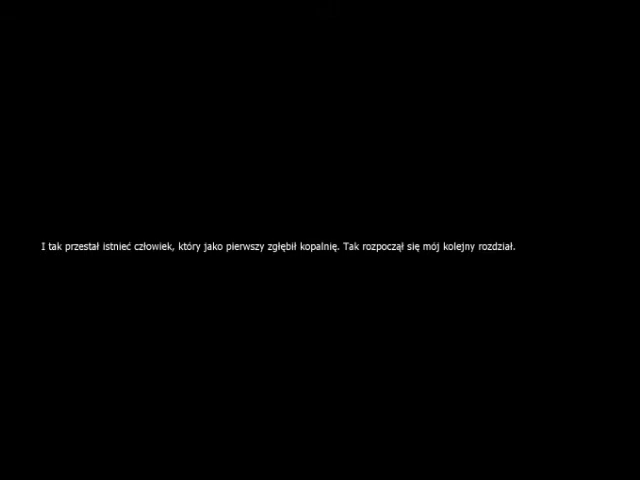 I tak przestał istnieć człowiek, który jako pierwszy zgłębił kopalnię. Tak rozpoczął się mój kolejny rozdział.